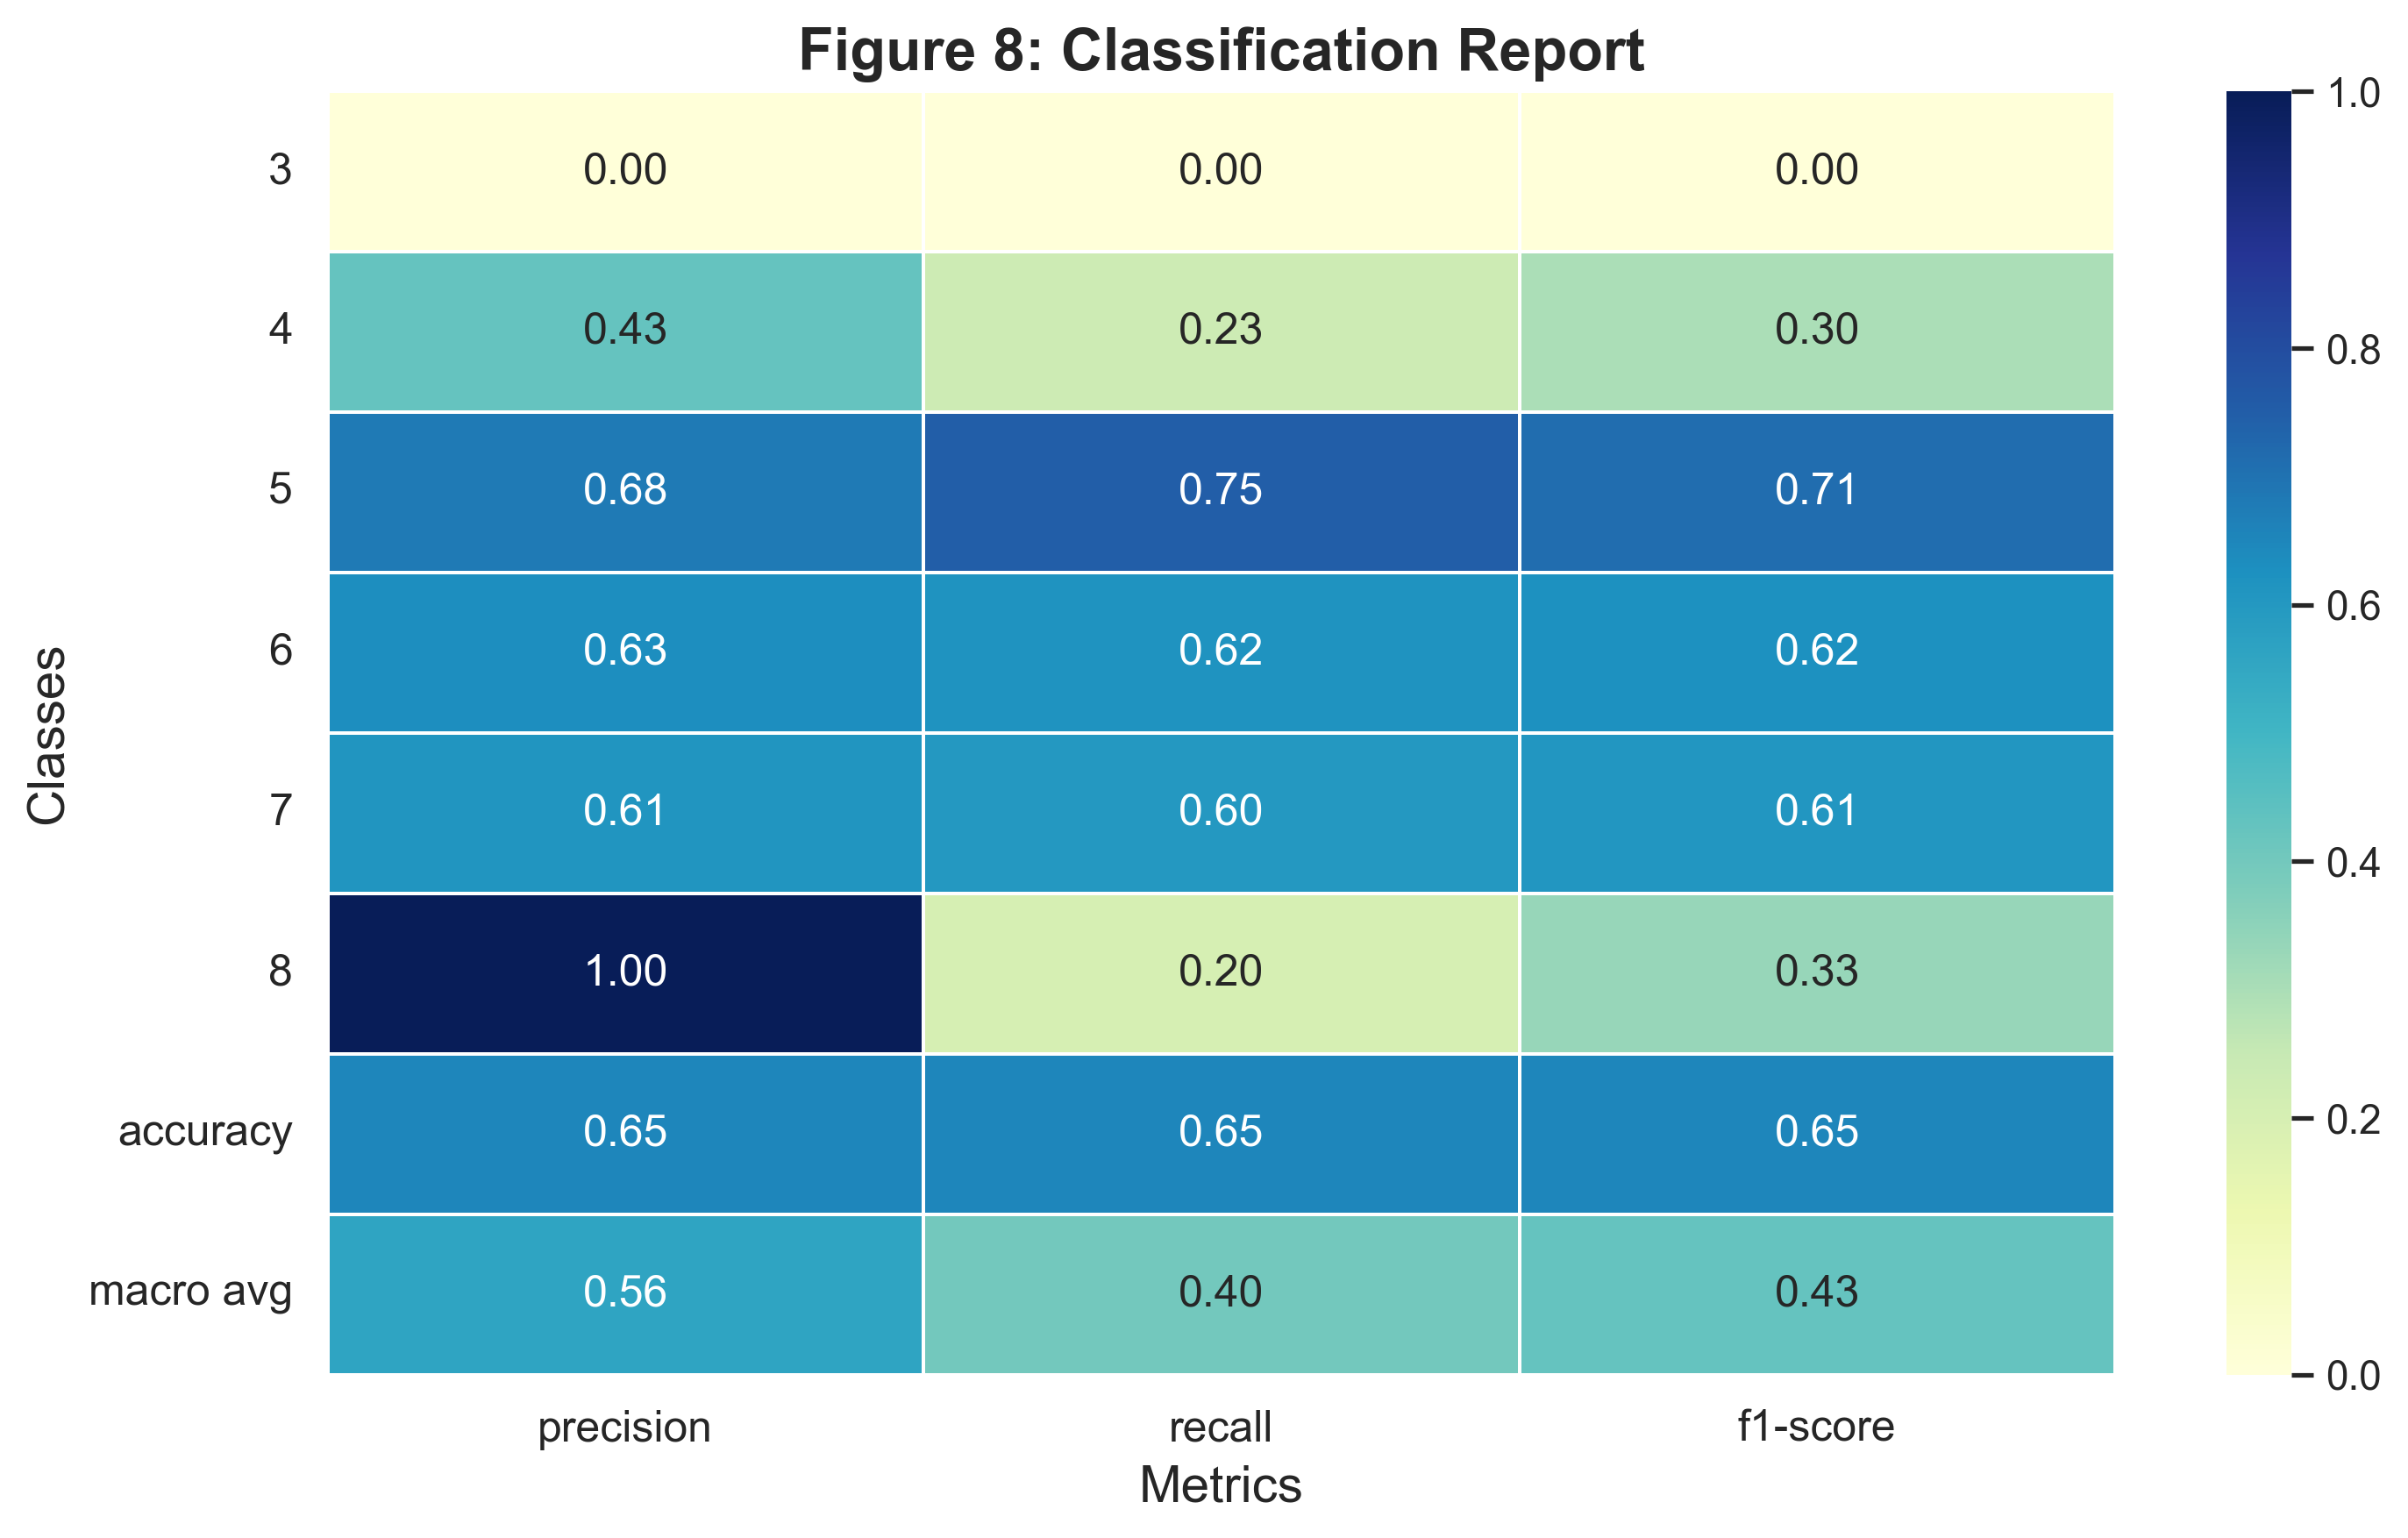 Figure 8: Classification Report
3 0.00 0.00 0.00
4 0.43 0.23 0.30
5 0.68 0.75 0.71
6 0.63 0.62 0.62
7 0.61 0.60 0.61
8 1.00 0.20 0.33
accuracy 0.65 0.65 0.65
macro avg 0.56 0.40 0.43
precision recall f1-score
Metrics
Classes
1.0
0.8
0.6
0.4
0.2
0.0